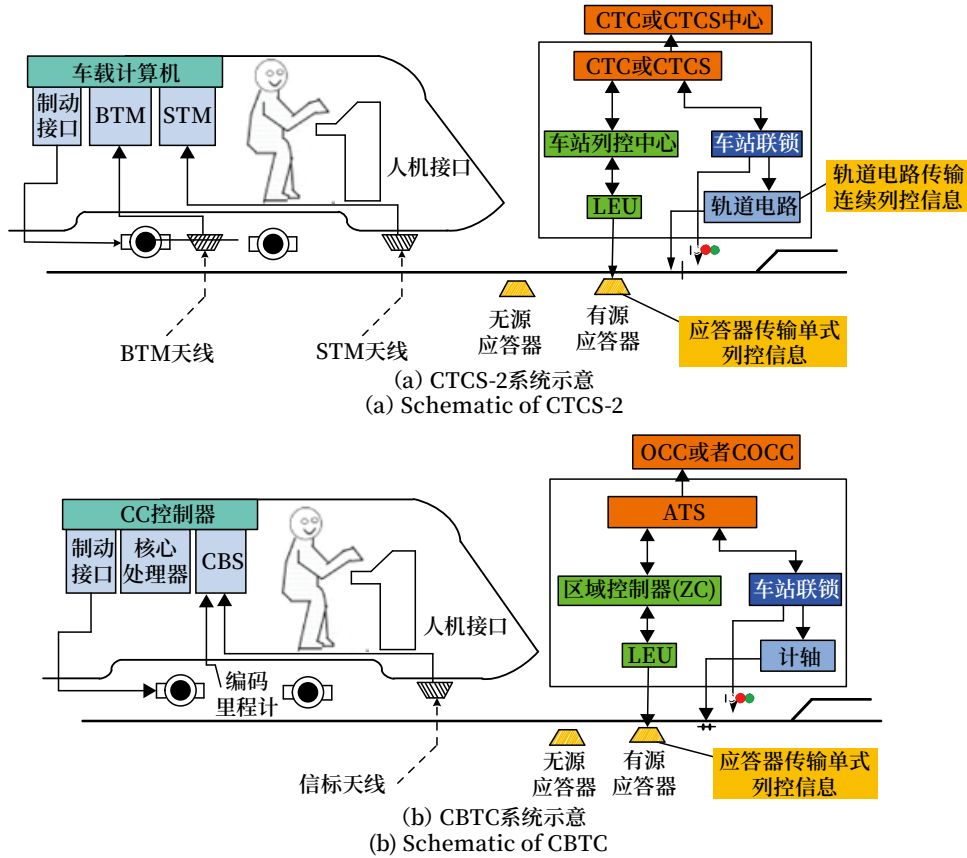 CTC或CTCS中心
CTC或CTCS
车载计算机
制动
接口
BTM
STM
人机接口
车站列控中心
车站联锁
LEU
轨道电路
轨道电路传输
连续列控信息
BTM天线
STM天线
无源
应答器
有源
应答器
应答器传输单式
列控信息
(a) CTCS-2系统示意
(a) Schematic of CTCS-2
OCC或者COCC
ATS
CC控制器
制动
接口
核心
处理器
CBS
人机接口
区域控制器(ZC)
车站联锁
LEU
计轴
编码
里程计
信标天线
无源
应答器
有源
应答器
应答器传输单式
列控信息
(b) CBTC系统示意
(b) Schematic of CBTC